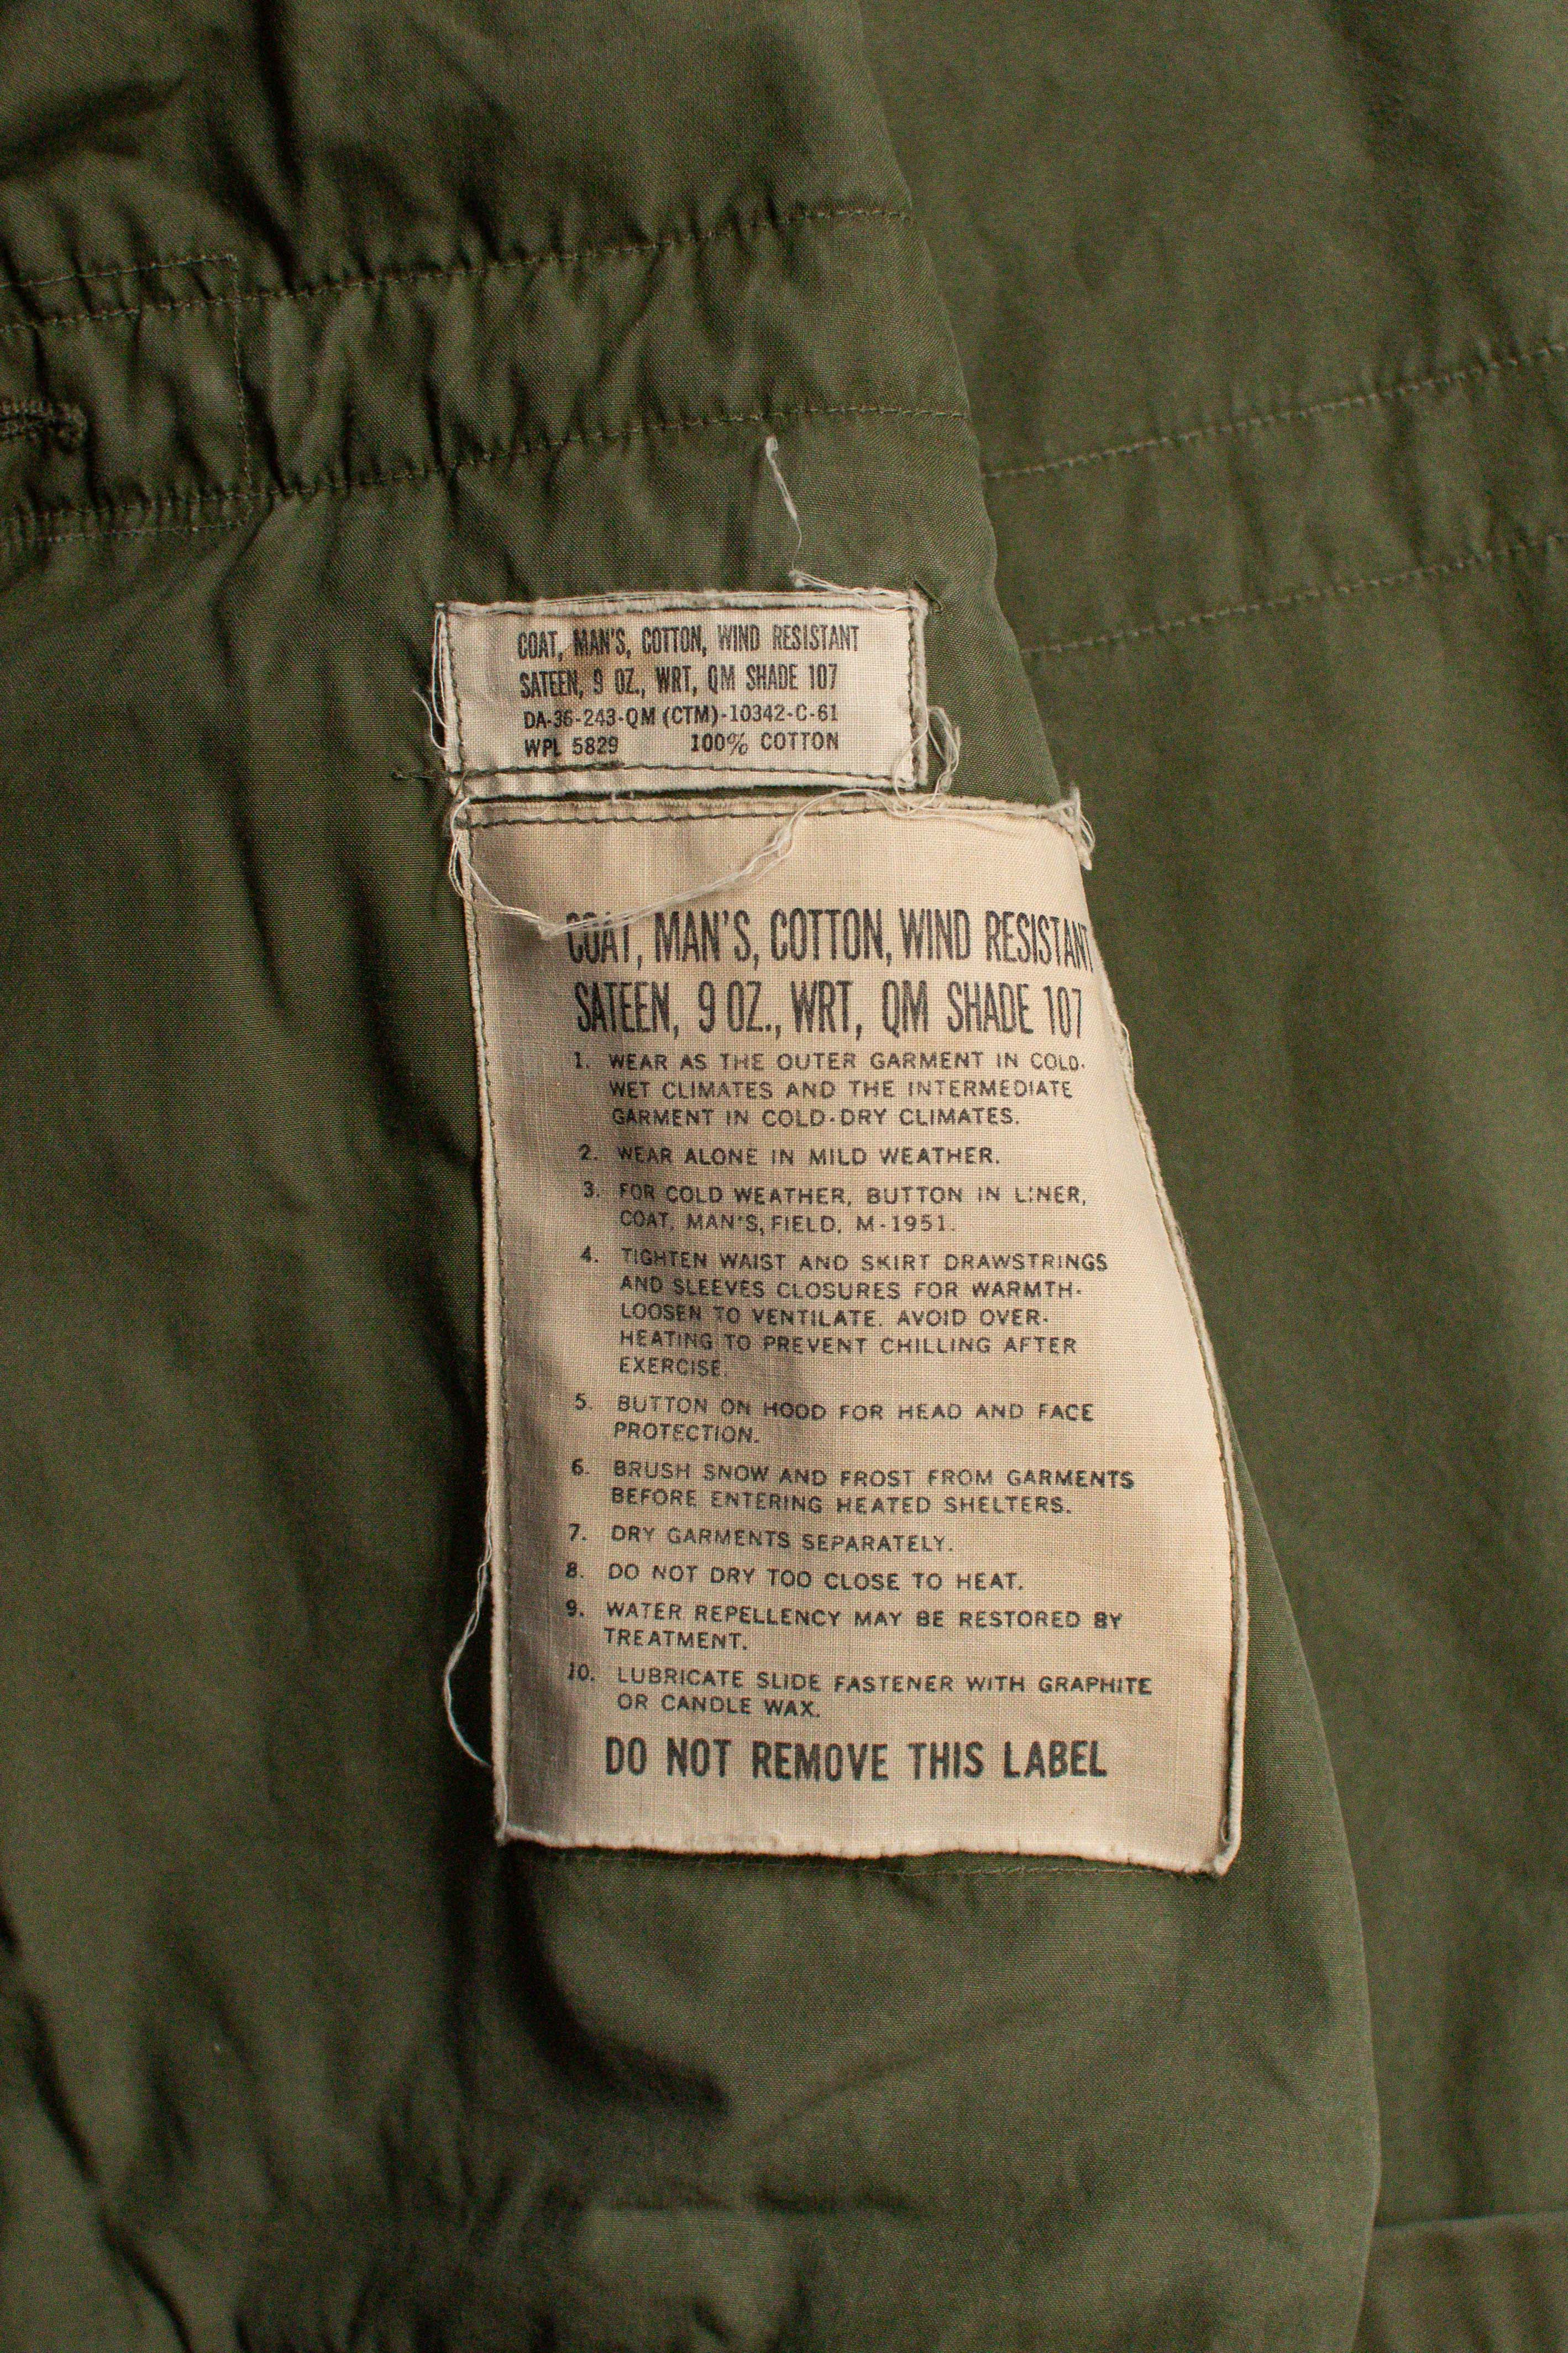 COAT, MAN'S, COTTON, WIND RESISTANT
SATEEN, 9 OZ., WRT, QM SHADE 107
DA-36-243-QM (CTM)-10342-C-61
WPL 5829 100% COTTON
COAT, MAN'S, COTTON, WIND RESISTANT
SATEEN, 9 OZ., WRT, QM SHADE 107
1. WEAR AS THE OUTER GARMENT IN COLD-
WET CLIMATES AND THE INTERMEDIATE
GARMENT IN COLD-DRY CLIMATES.
2. WEAR ALONE IN MILD WEATHER.
3. FOR COLD WEATHER, BUTTON IN LINER,
COAT, MAN'S, FIELD, M-1951.
4. TIGHTEN WAIST AND SKIRT DRAWSTRINGS
AND SLEEVES CLOSURES FOR WARMTH-
LOOSEN TO VENTILATE. AVOID OVER-
HEATING TO PREVENT CHILLING AFTER
EXERCISE.
5. BUTTON ON HOOD FOR HEAD AND FACE
PROTECTION.
6. BRUSH SNOW AND FROST FROM GARMENTS
BEFORE ENTERING HEATED SHELTERS.
7. DRY GARMENTS SEPARATELY.
8. DO NOT DRY TOO CLOSE TO HEAT.
9. WATER REPELLENCY MAY BE RESTORED BY
TREATMENT.
10. LUBRICATE SLIDE FASTENER WITH GRAPHITE
OR CANDLE WAX.
DO NOT REMOVE THIS LABEL